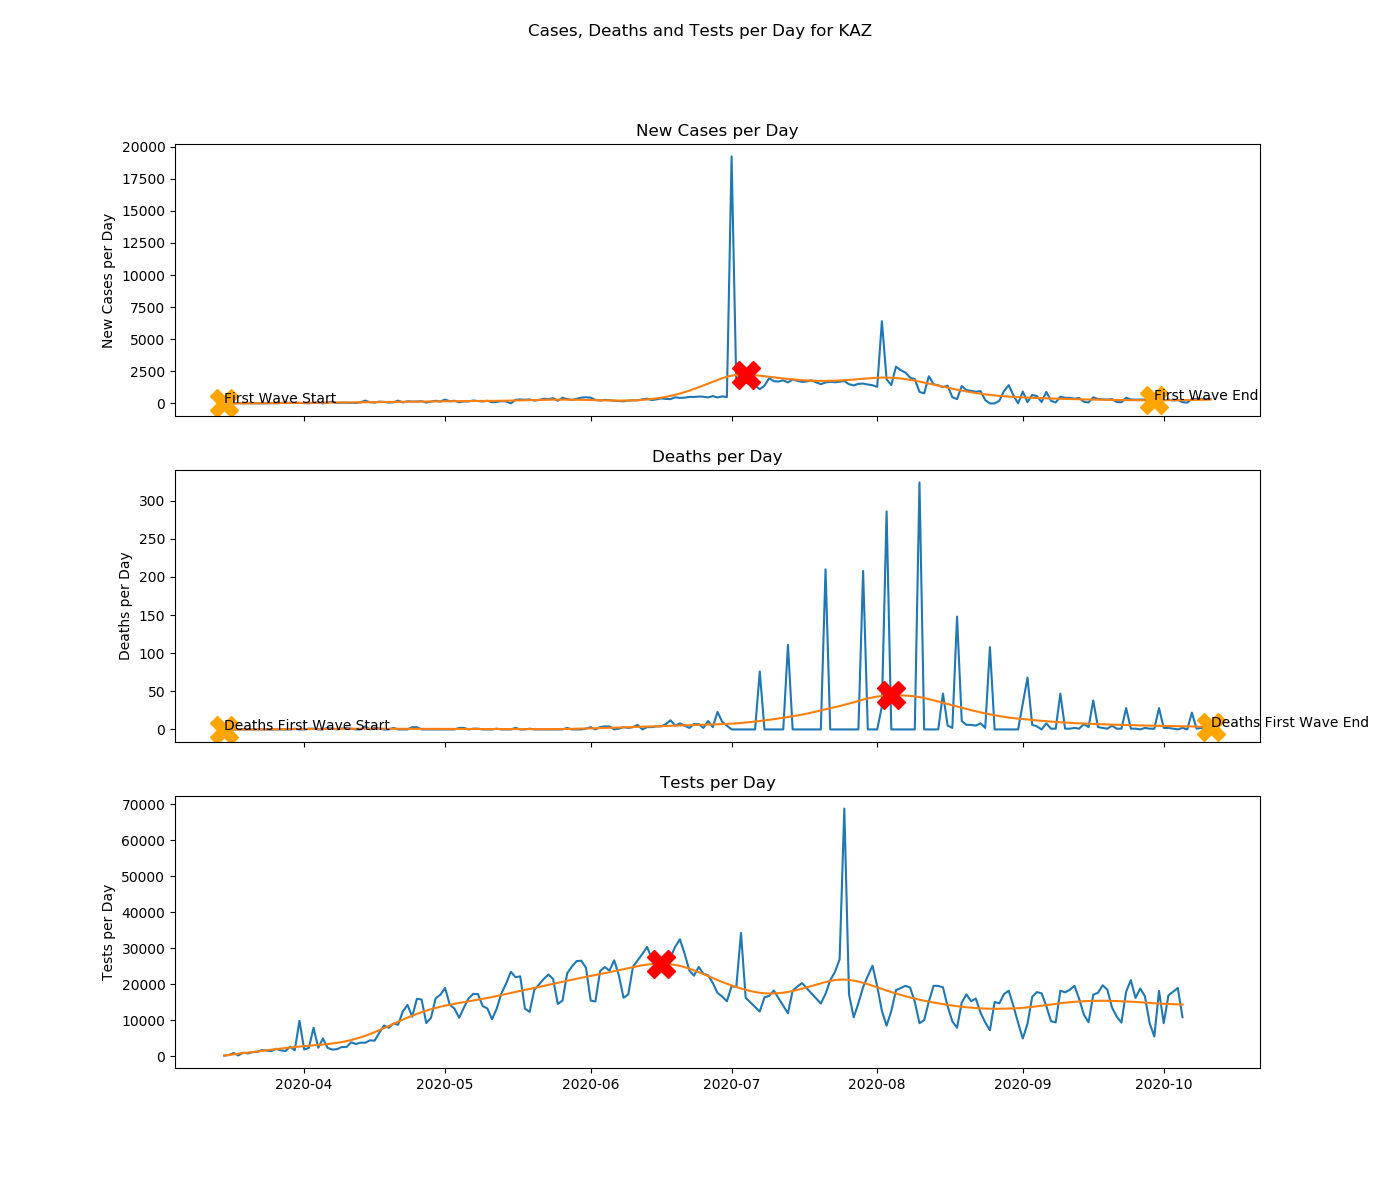 Cases, Deaths and Tests per Day for KAZ
New Cases per Day
20000
17500
15000
12500
10000
7500
5000
2500
0
New Cases per Day
First Wave Start
First Wave End
Deaths per Day
300
250
200
150
100
50
0
Deaths per Day
Deaths First Wave Start
Deaths First Wave End
Tests per Day
70000
60000
50000
40000
30000
20000
10000
0
Tests per Day
2020-04 2020-05 2020-06 2020-07 2020-08 2020-09 2020-10